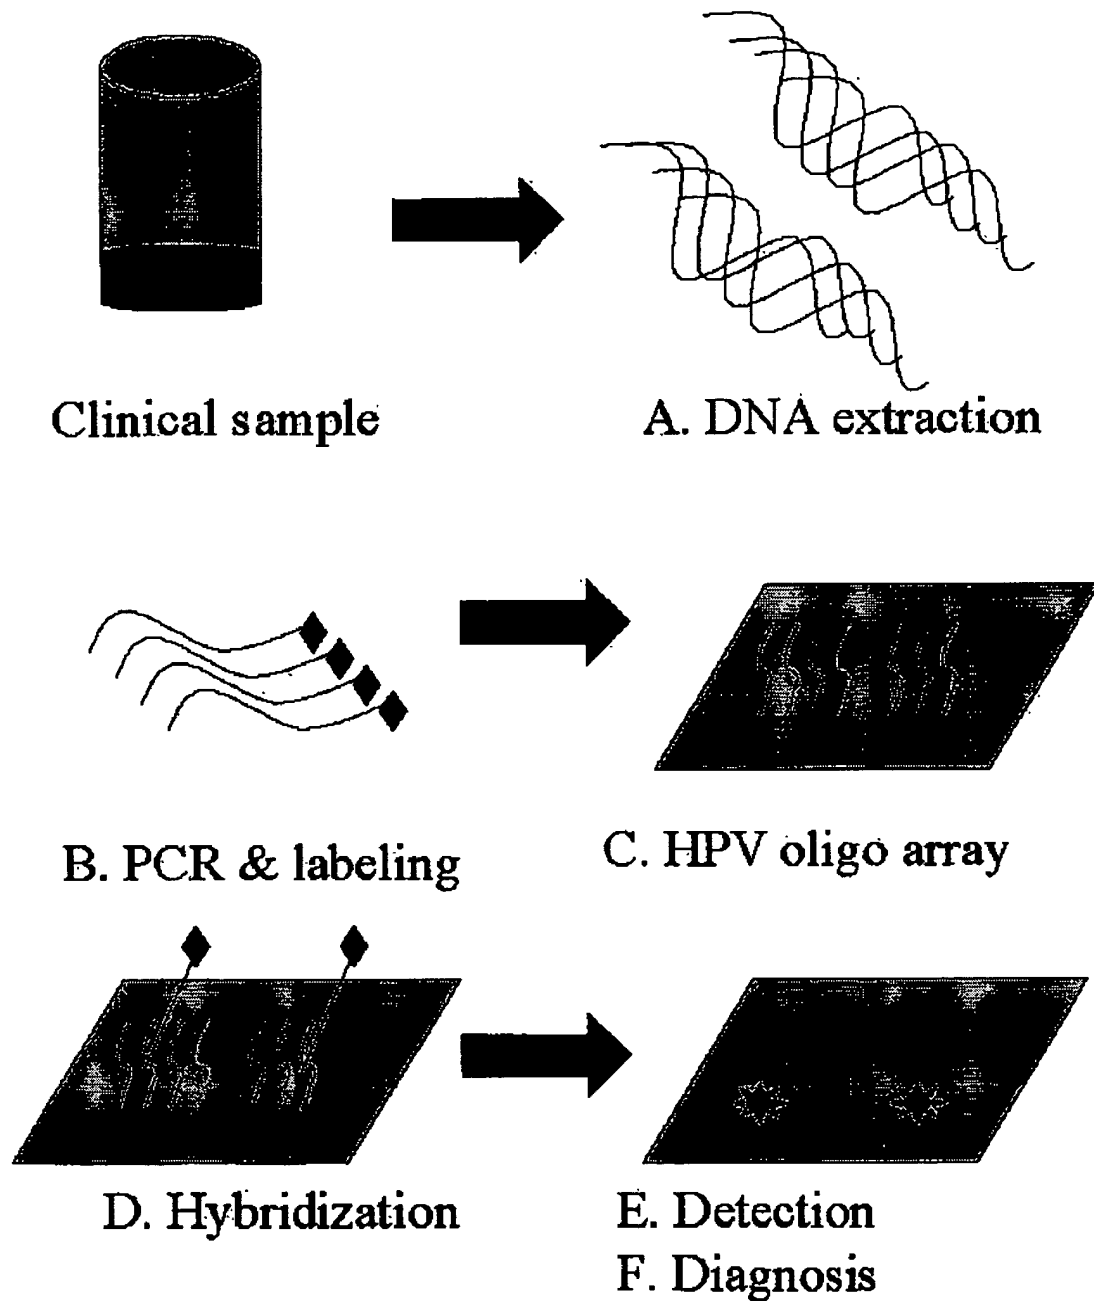 Clinical sample
A. DNA extraction
B. PCR & labeling
C. HPV oligo array
D. Hybridization
E. Detection
F. Diagnosis